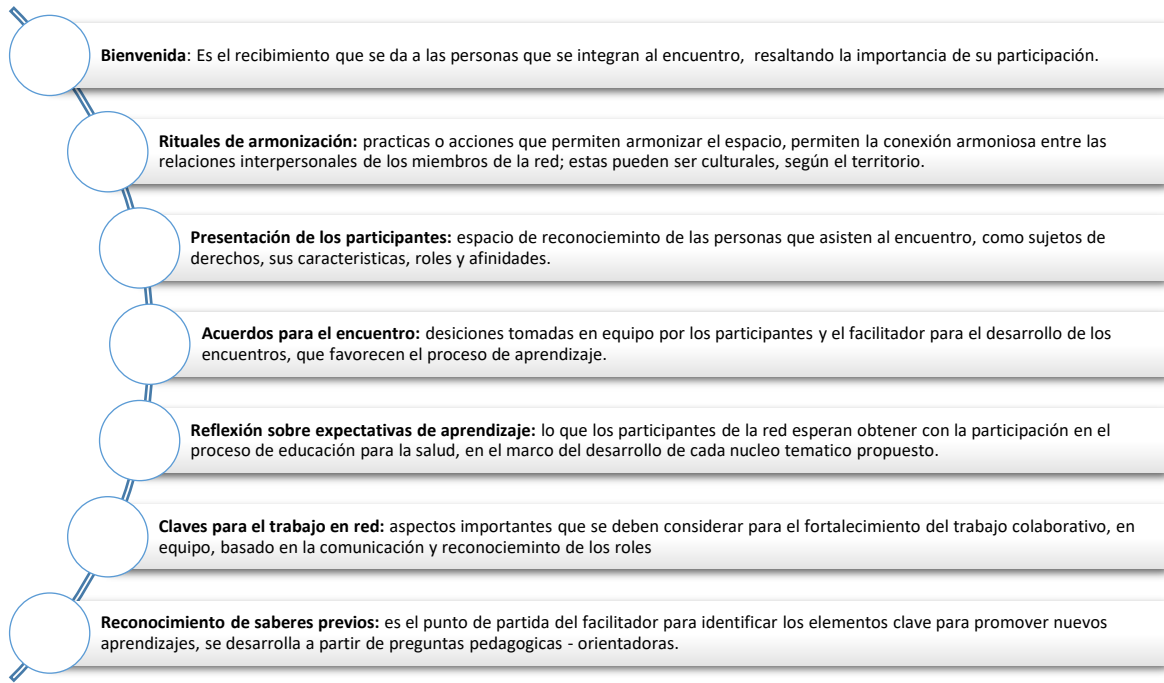 Bienvenida: Es el recibimiento que se da a las personas que se integran al encuentro, resaltando la importancia de su participación.
Rituales de armonización: practicas o acciones que permiten armonizar el espacio, permiten la conexión armoniosa entre las
relaciones interpersonales de los miembros de la red; estas pueden ser culturales, según el territorio.
Presentación de los participantes: espacio de reconocieminto de las personas que asisten al encuentro, como sujetos de
derechos, sus caracteristicas, roles y afinidades.
Acuerdos para el encuentro: desiciones tomadas en equipo por los participantes y el facilitador para el desarrollo de los
encuentros, que favorecen el proceso de aprendizaje.
Reflexión sobre expectativas de aprendizaje: lo que los participantes de la red esperan obtener con la participación en el
proceso de educación para la salud, en el marco del desarrollo de cada nucleo tematico propuesto.
Claves para el trabajo en red: aspectos importantes que se deben considerar para el fortalecimiento del trabajo colaborativo, en
equipo, basado en la comunicación y reconocieminto de los roles
Reconocimiento de saberes previos: es el punto de partida del facilitador para identificar los elementos clave para promover nuevos
aprendizajes, se desarrolla a partir de preguntas pedagogicas - orientadoras.